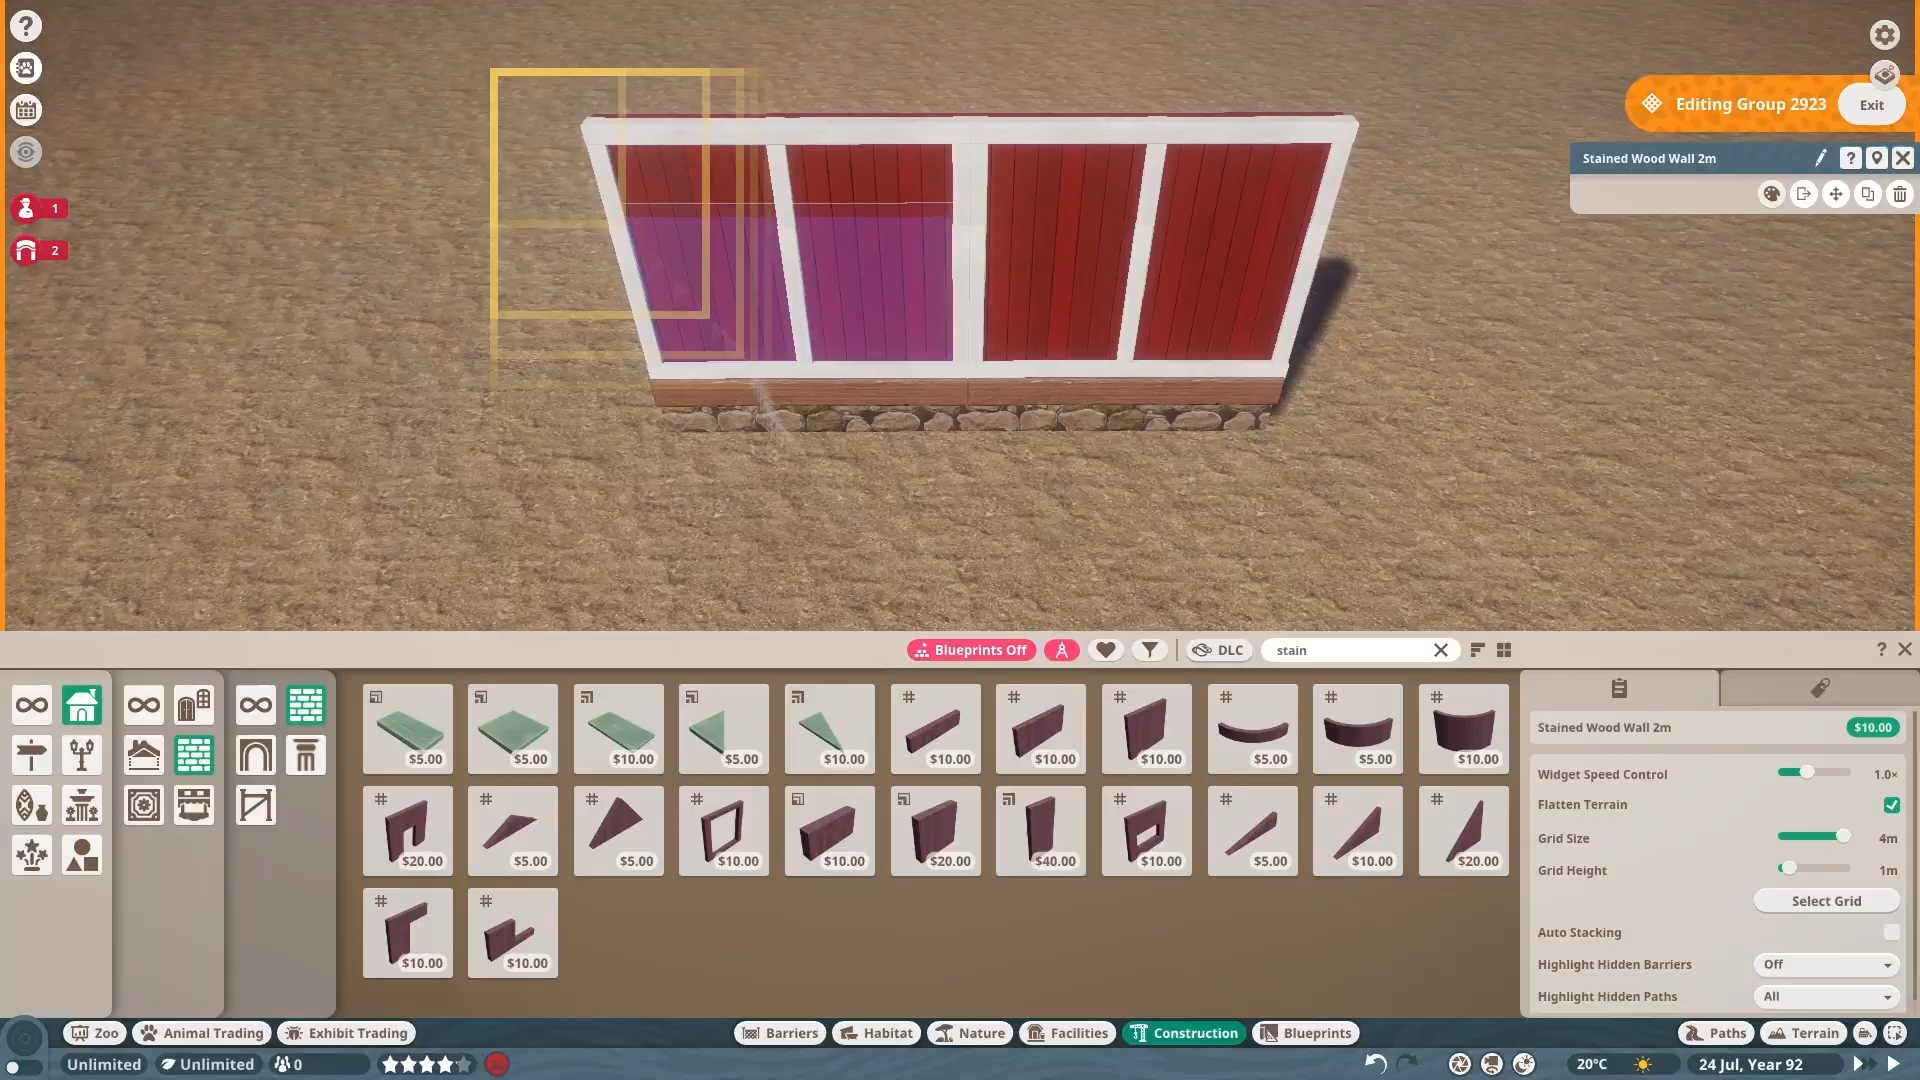 Editing Group 2923
Exit
Stained Wood Wall 2m
1
2
Blueprints Off
DLC
stain
$5.00 $5.00 $10.00 $5.00 $10.00 $10.00 $10.00 $10.00 $5.00 $5.00 $10.00
$20.00 $5.00 $5.00 $10.00 $10.00 $20.00 $40.00 $10.00 $5.00 $10.00 $20.00
$10.00 $10.00
Stained Wood Wall 2m $10.00
Widget Speed Control 1.0×
Flatten Terrain
Grid Size 4m
Grid Height 1m
Select Grid
Auto Stacking
Highlight Hidden Barriers Off
Highlight Hidden Paths All
Zoo Animal Trading Exhibit Trading Barriers Habitat Nature Facilities Construction Blueprints Paths Terrain
Unlimited Unlimited 0 20°C 24 Jul, Year 92